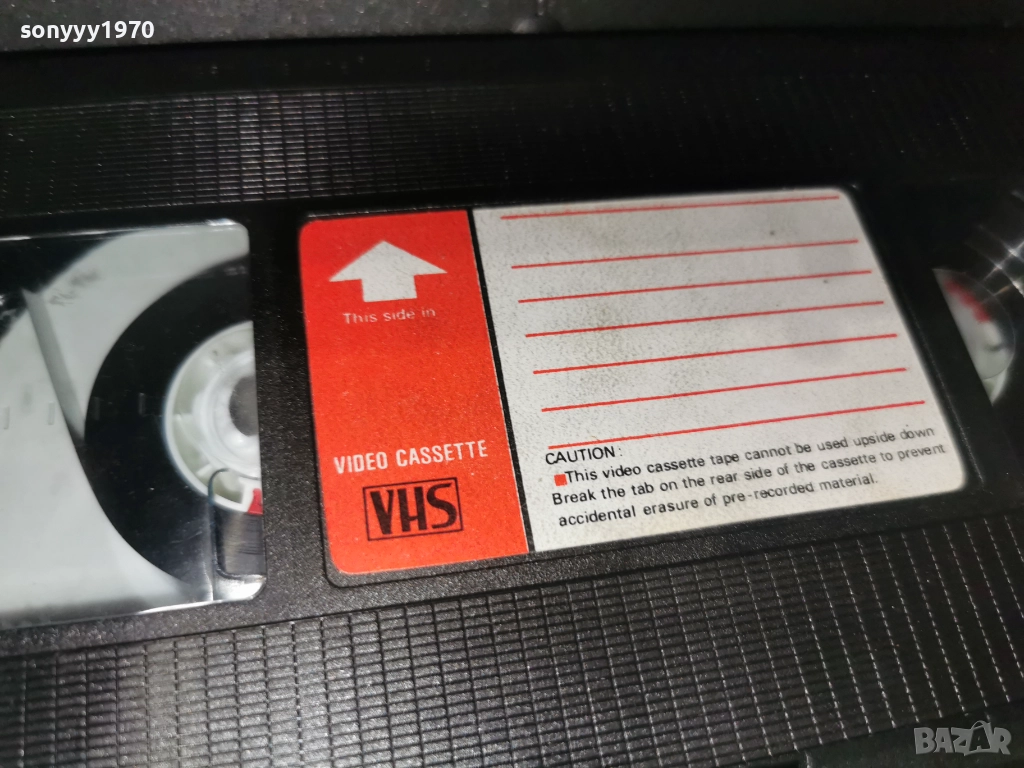 sonyyy1970
This side in
VIDEO CASSETTE
VHS
CAUTION:
This video cassette tape cannot be used upside down
Break the tab on the rear side of the cassette to prevent
accidental erasure of pre-recorded material.
BAZAR